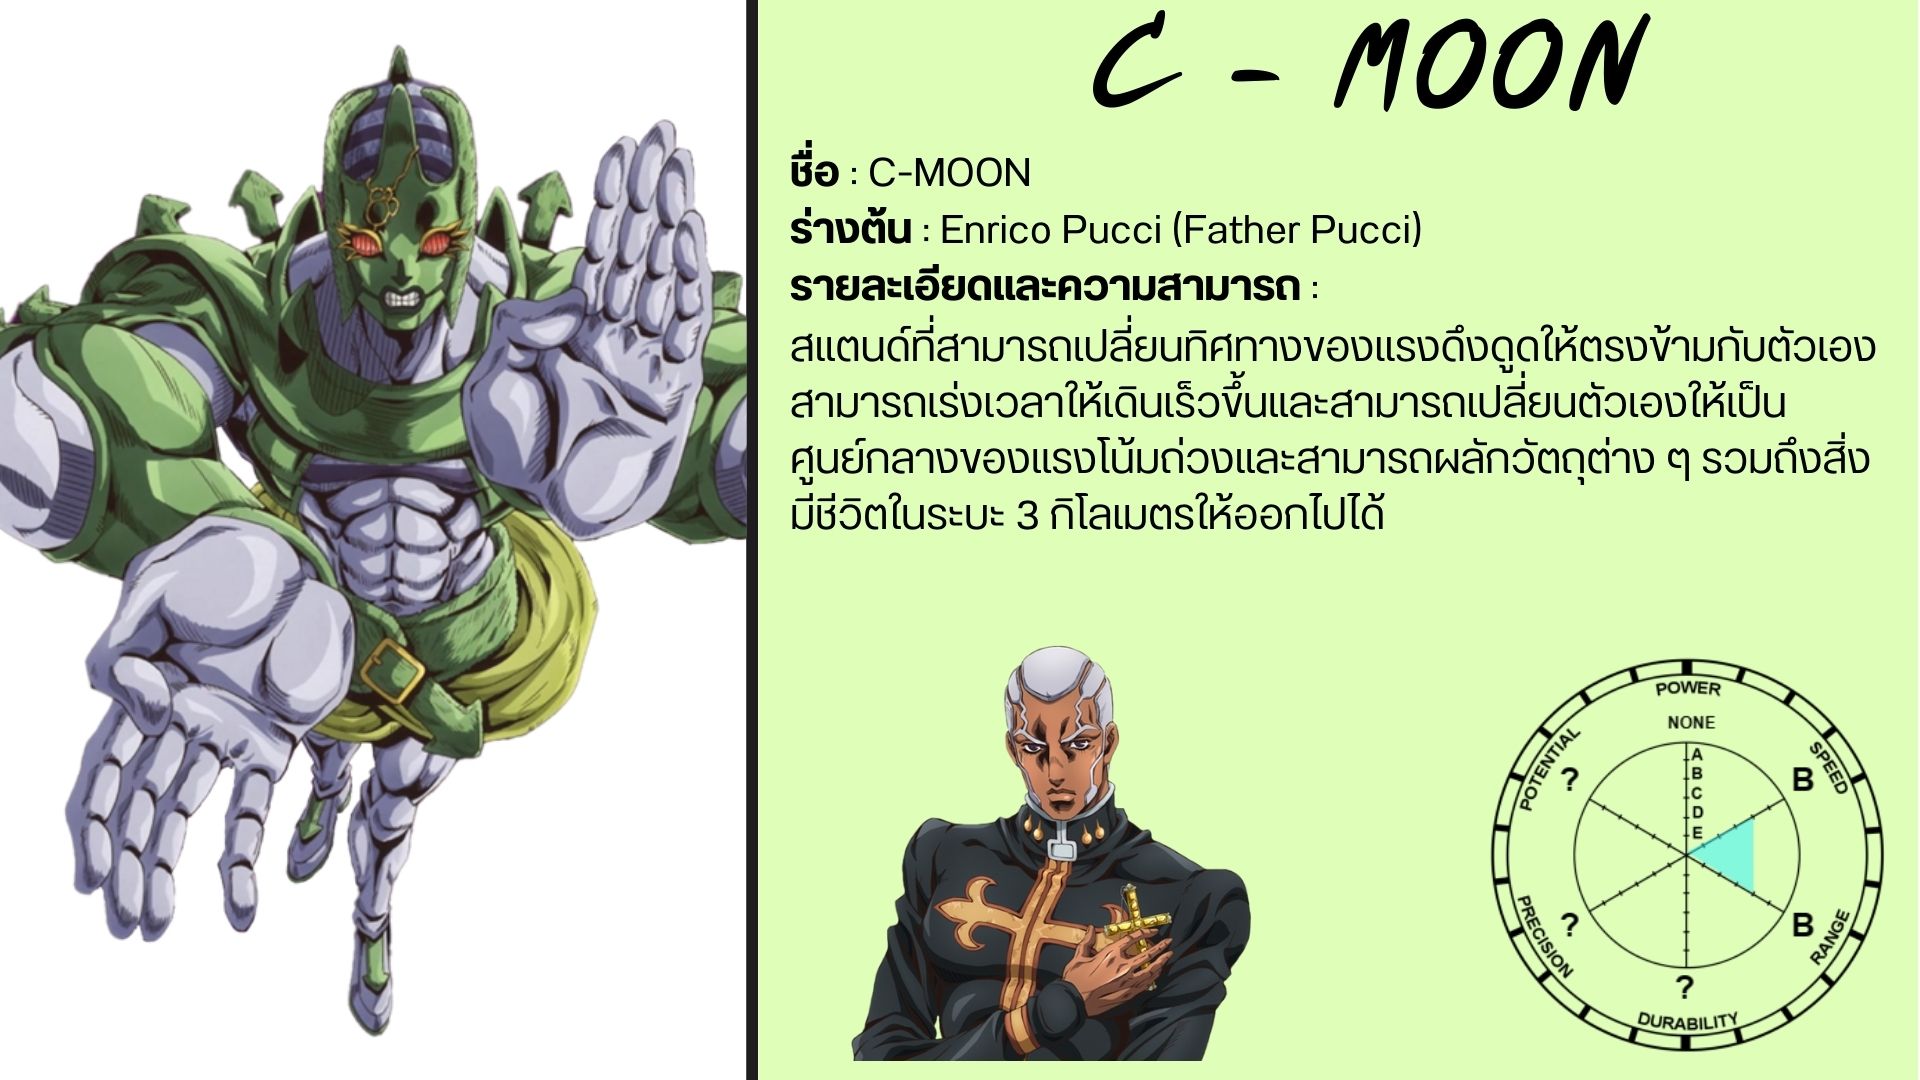 C - MOON
ชื่อ : C-MOON
ร่างต้น : Enrico Pucci (Father Pucci)
รายละเอียดและความสามารถ :
สแตนด์ที่สามารถเปลี่ยนทิศทางของแรงดึงดูดให้ตรงข้ามกับตัวเอง
สามารถเร่งเวลาให้เดินเร็วขึ้นและสามารถเปลี่ยนตัวเองให้เป็น
ศูนย์กลางของแรงโน้มถ่วงและสามารถผลักวัตถุต่าง ๆ รวมถึงสิ่ง
มีชีวิตในระบะ 3 กิโลเมตรให้ออกไปได้
POWER
NONE
A
B
C
D
E
SPEED
B
RANGE
B
DURABILITY
?
PRECISION
?
POTENTIAL
?